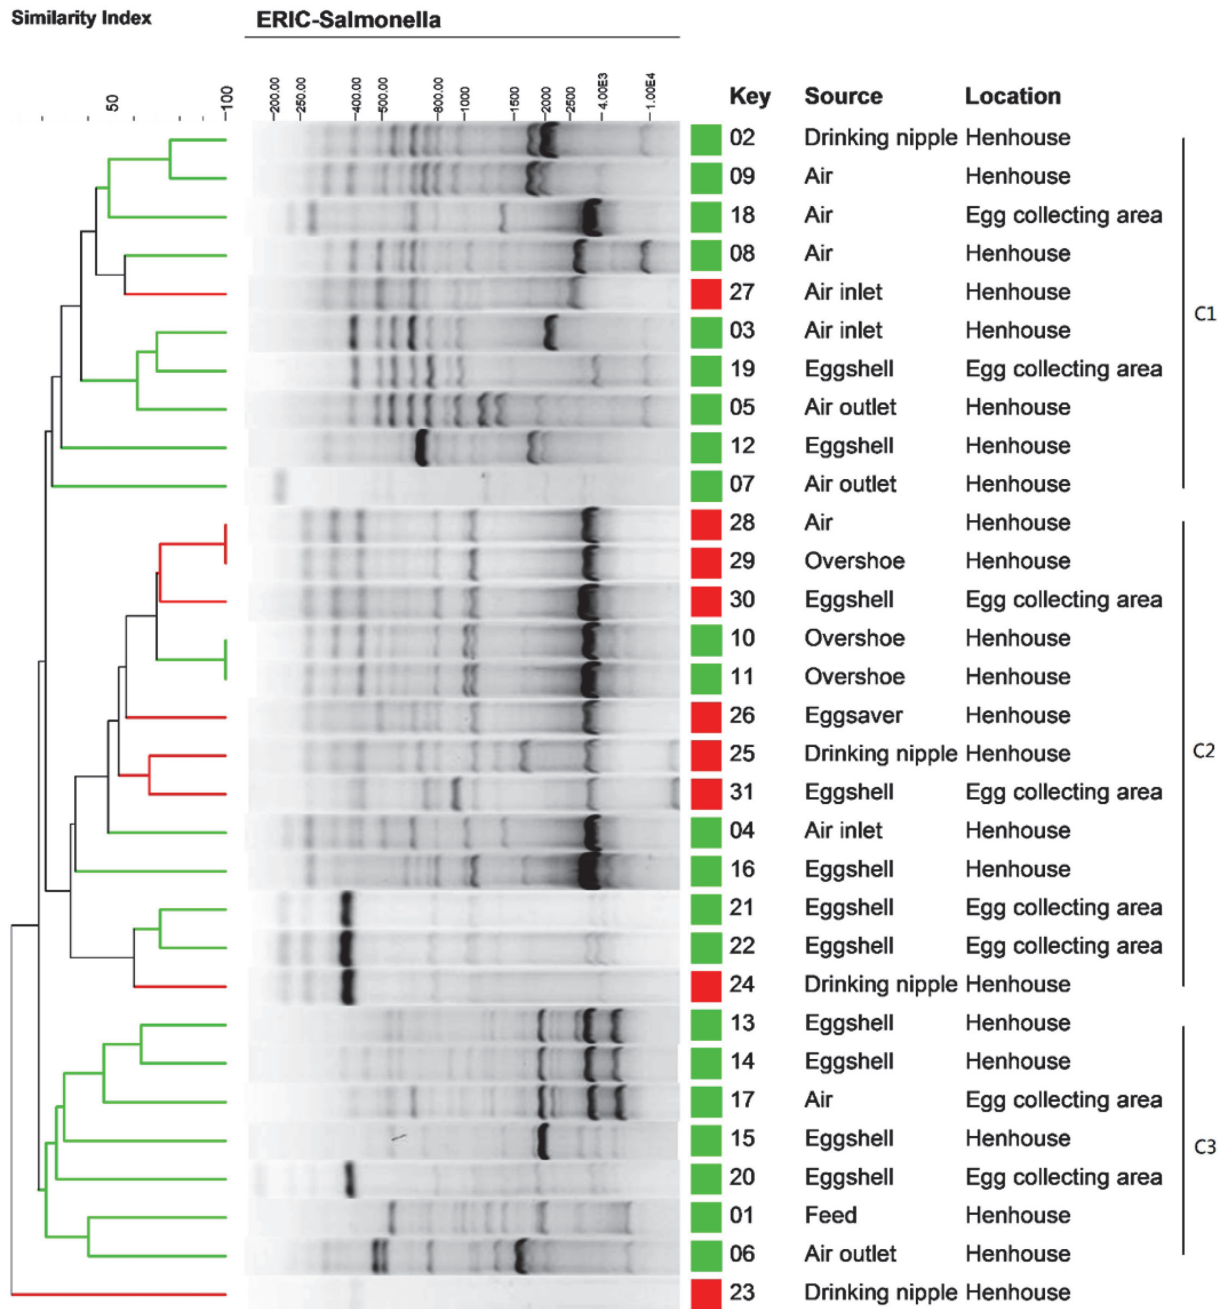 Similarity Index ERIC-Salmonella
50 100 200.00 250.00 400.00 500.00 800.00 1000 1500 2000 2500 4.00E3 1.00E4
Key Source Location
02 Drinking nipple Henhouse
09 Air Henhouse
18 Air Egg collecting area
08 Air Henhouse
27 Air inlet Henhouse
C1
03 Air inlet Henhouse
19 Eggshell Egg collecting area
05 Air outlet Henhouse
12 Eggshell Henhouse
07 Air outlet Henhouse
28 Air Henhouse
29 Overshoe Henhouse
30 Eggshell Egg collecting area
10 Overshoe Henhouse
11 Overshoe Henhouse
26 Eggsaver Henhouse
25 Drinking nipple Henhouse
C2
31 Eggshell Egg collecting area
04 Air inlet Henhouse
16 Eggshell Henhouse
21 Eggshell Egg collecting area
22 Eggshell Egg collecting area
24 Drinking nipple Henhouse
13 Eggshell Henhouse
14 Eggshell Henhouse
17 Air Egg collecting area
15 Eggshell Henhouse
C3
20 Eggshell Egg collecting area
01 Feed Henhouse
06 Air outlet Henhouse
23 Drinking nipple Henhouse